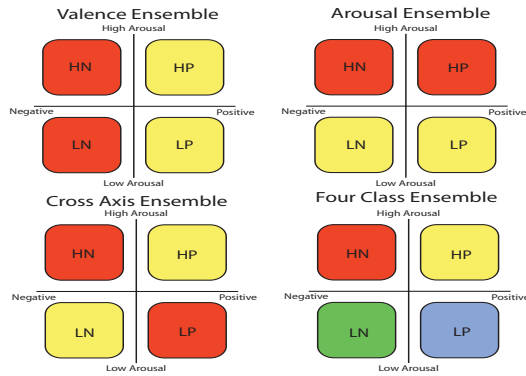 Valence Ensemble
High Arousal
HN
HP
Negative
Positive
LN
LP
Low Arousal
Arousal Ensemble
High Arousal
HN
HP
Negative
Positive
LN
LP
Low Arousal
Cross Axis Ensemble
High Arousal
HN
HP
Negative
Positive
LN
LP
Low Arousal
Four Class Ensemble
High Arousal
HN
HP
Negative
Positive
LN
LP
Low Arousal